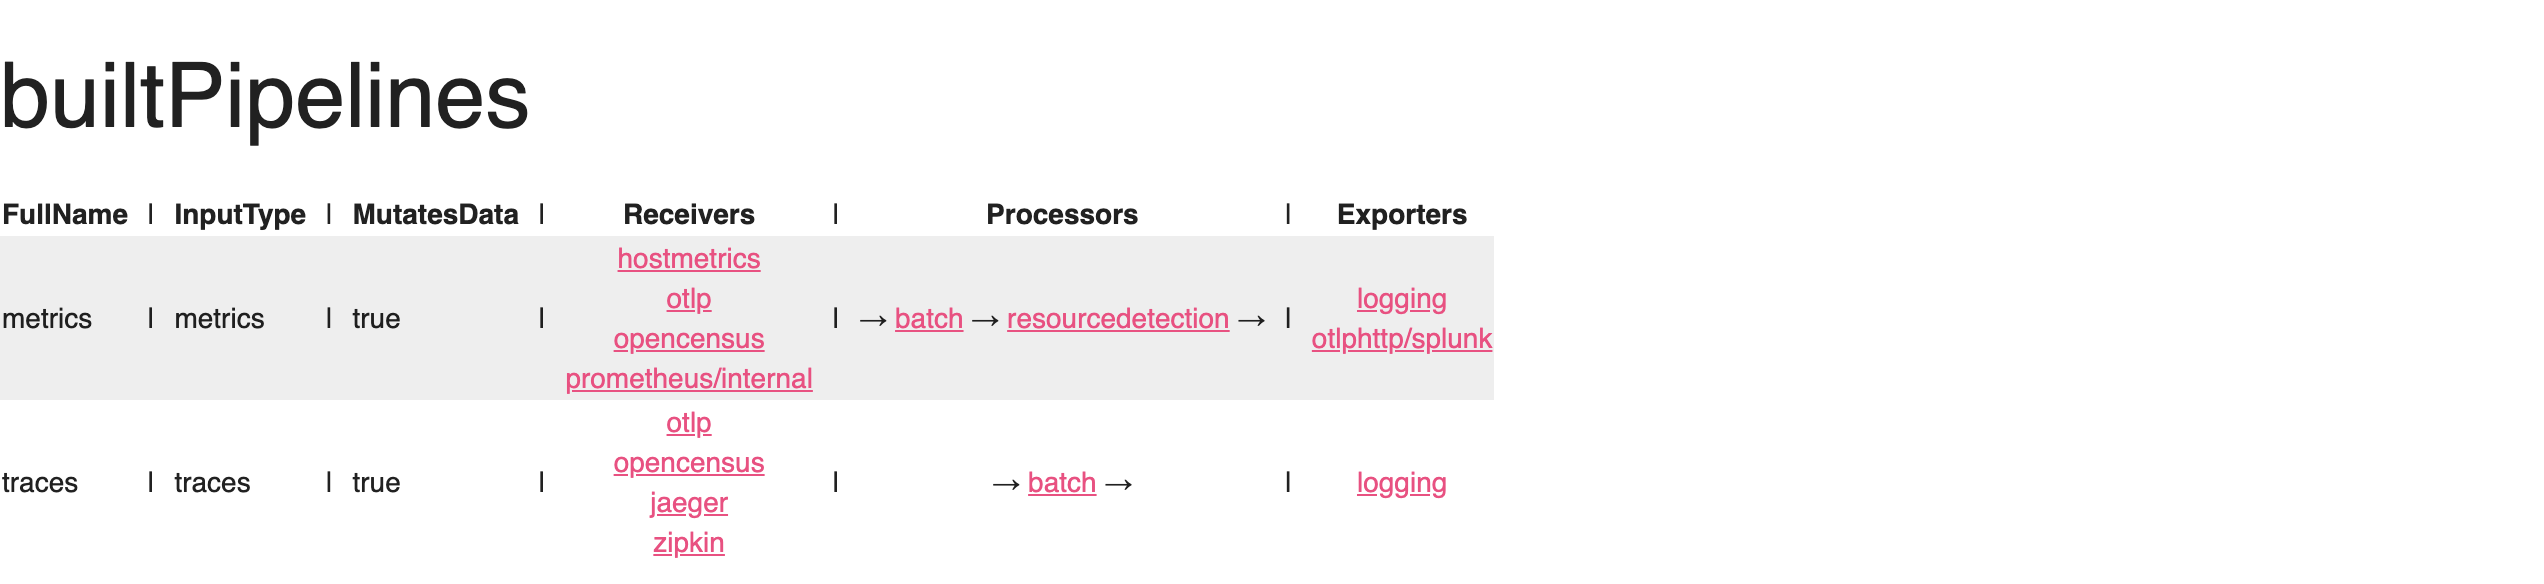 builtPipelines
FullName | InputType | MutatesData | Receivers | Processors | Exporters
metrics | metrics | true | hostmetrics
otlp
opencensus
prometheus/internal | → batch → resourcedetection → | logging
otlphttp/splunk
traces | traces | true | otlp
opencensus
jaeger
zipkin | → batch → | logging